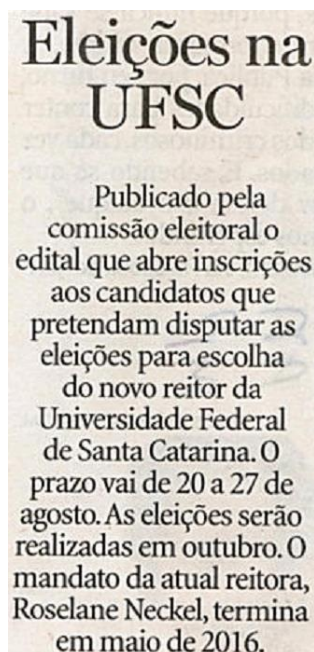 Eleições na
UFSC
Publicado pela
comissão eleitoral o
edital que abre inscrições
aos candidatos que
pretendam disputar as
eleições para escolha
do novo reitor da
Universidade Federal
de Santa Catarina. O
prazo vai de 20 a 27 de
agosto. As eleições serão
realizadas em outubro. O
mandato da atual reitora,
Roselane Neckel, termina
em maio de 2016.